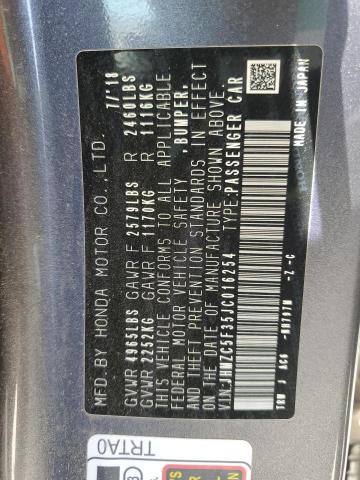 MFD BY HONDA MOTOR CO.,LTD. 7/'18
GVWR 4965LBS GAWR F 2579LBS R 2460LBS
GVWR 2252KG GAWR F 1170KG R 1116KG
THIS VEHICLE CONFORMS TO ALL APPLICABLE
FEDERAL MOTOR VEHICLE SAFETY ,BUMPER,
& THEFT PREVENTION STANDARDS IN EFFECT
ON THE DATE OF MANUFACTURE SHOWN ABOVE.
VIN:JHMZC5F35JC016254 TYPE:PASSENGER CAR
MADE IN JAPAN
-Z -C
TRTA0